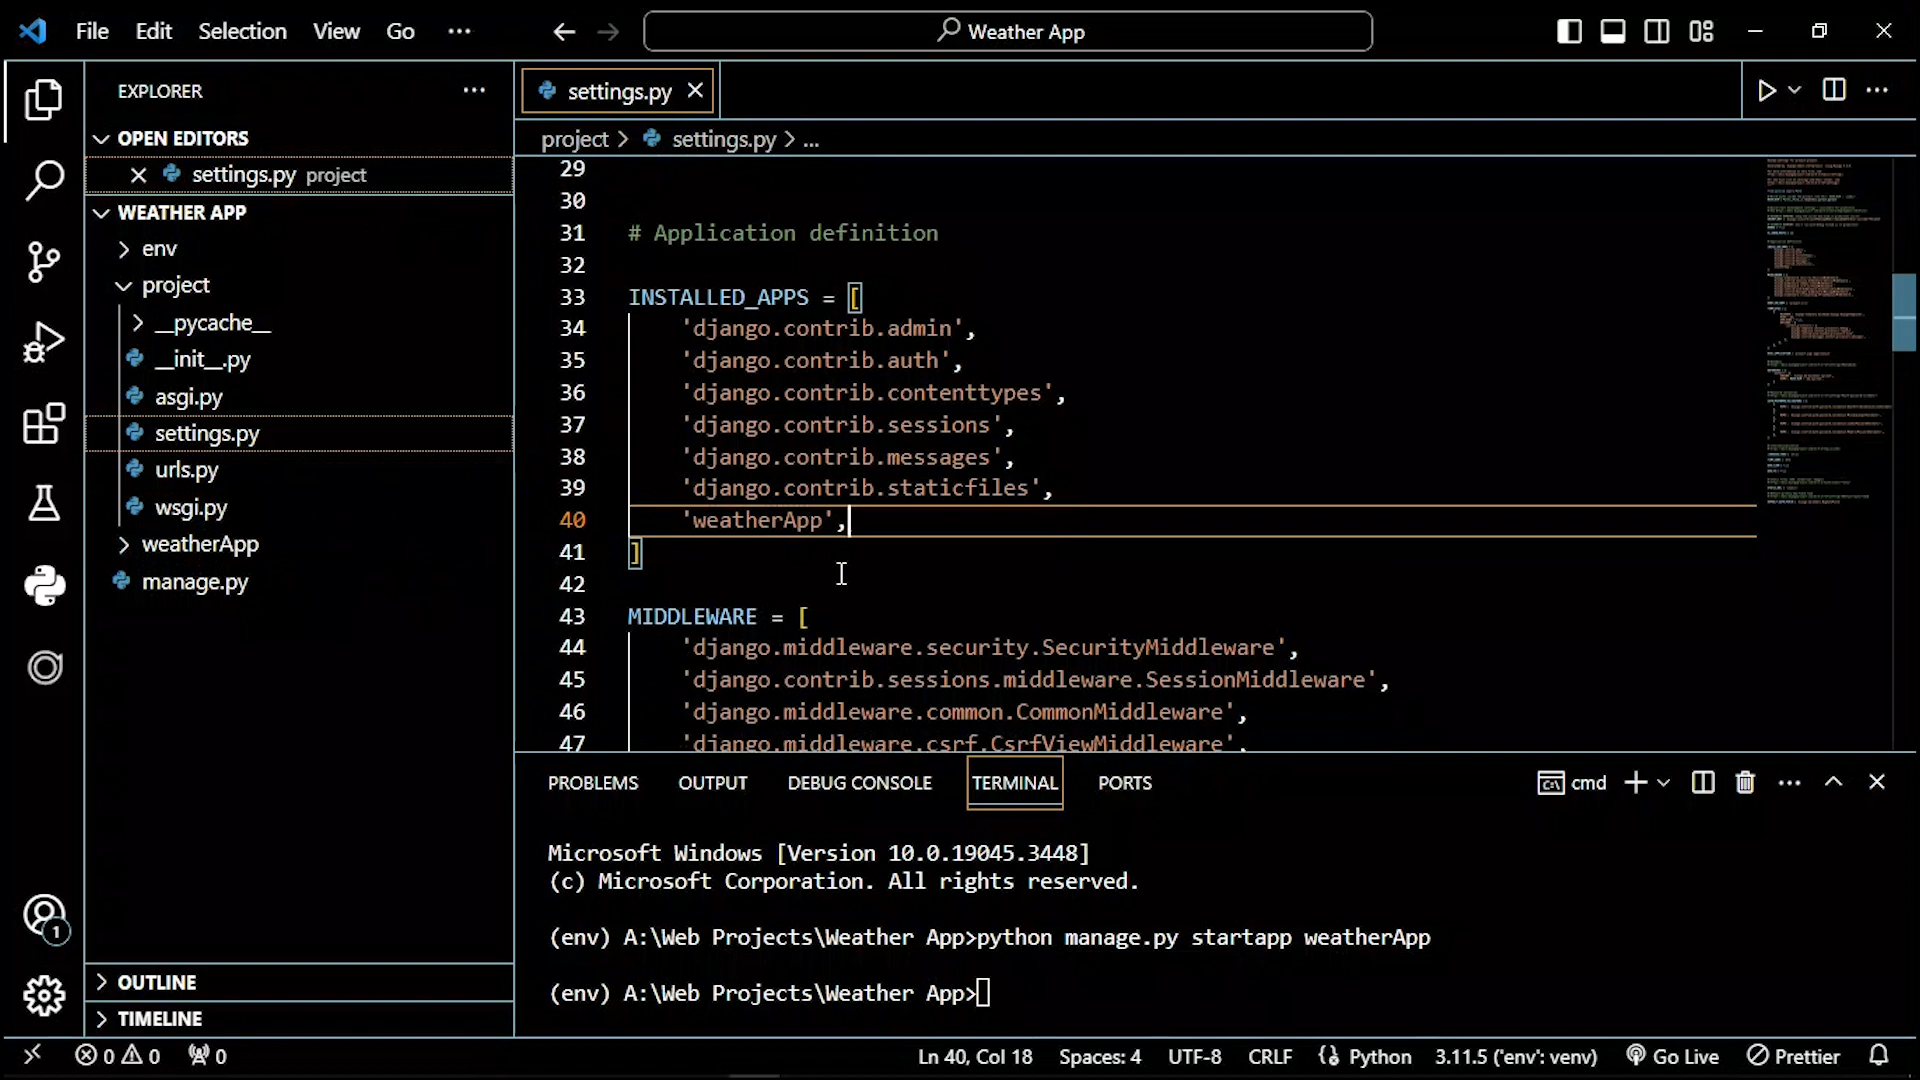 File Edit Selection View Go ...
Weather App
EXPLORER ...
OPEN EDITORS
settings.py project
WEATHER APP
env
project
__pycache__
__init__.py
asgi.py
settings.py
urls.py
wsgi.py
weatherApp
manage.py
OUTLINE
TIMELINE
1
settings.py
project > settings.py > ...
29
30
31 # Application definition
32
33 INSTALLED_APPS = [
34 'django.contrib.admin',
35 'django.contrib.auth',
36 'django.contrib.contenttypes',
37 'django.contrib.sessions',
38 'django.contrib.messages',
39 'django.contrib.staticfiles',
40 'weatherApp',
41 ]
42
43 MIDDLEWARE = [
44 'django.middleware.security.SecurityMiddleware',
45 'django.contrib.sessions.middleware.SessionMiddleware',
46 'django.middleware.common.CommonMiddleware',
47 'django.middleware.csrf.CsrfViewMiddleware',
PROBLEMS OUTPUT DEBUG CONSOLE TERMINAL PORTS cmd
Microsoft Windows [Version 10.0.19045.3448]
(c) Microsoft Corporation. All rights reserved.
(env) A:\Web Projects\Weather App>python manage.py startapp weatherApp
(env) A:\Web Projects\Weather App>
0 0 0 Ln 40, Col 18 Spaces: 4 UTF-8 CRLF Python 3.11.5 ('env': venv) Go Live Prettier